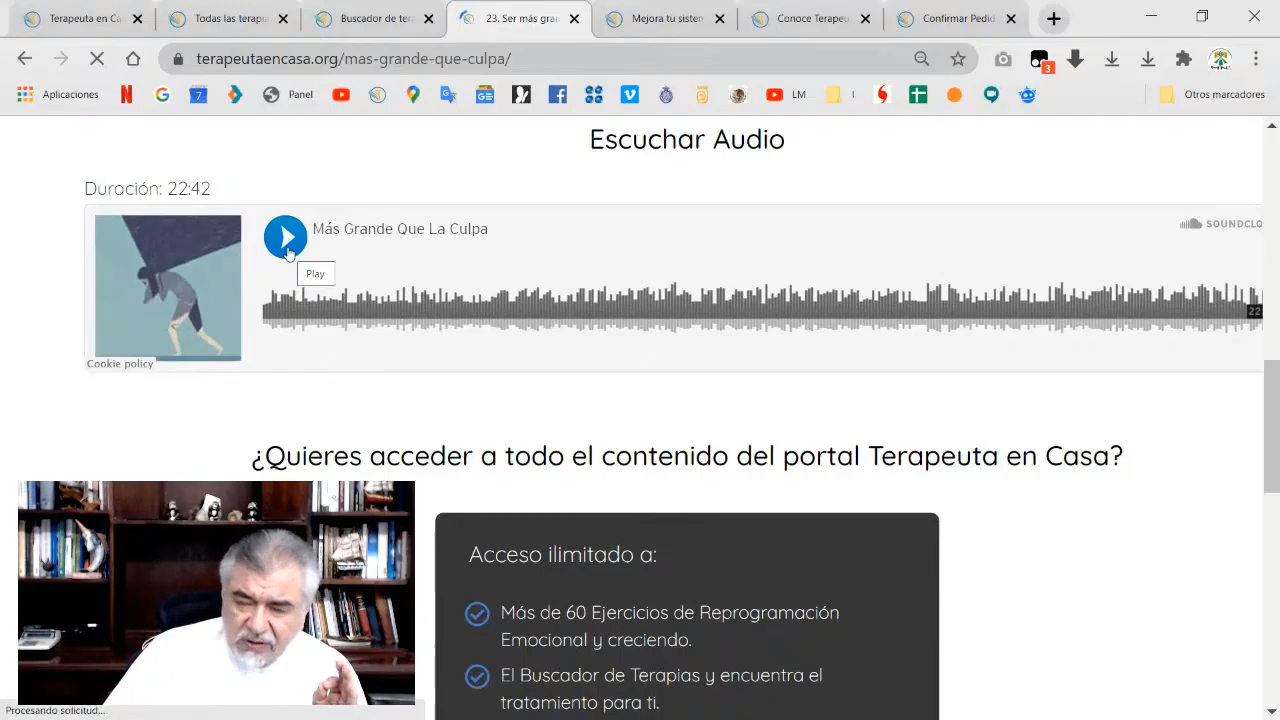 Terapeuta en Ca
Todas las terapu
Buscador de ter
23. Ser más gran
Mejora tu sistem
Conoce Terapeu
Confirmar Pedid
terapeutaencasa.org/mas-grande-que-culpa/
3
Aplicaciones
Panel
LM
I
Otros marcadores
Escuchar Audio
Duración: 22:42
Más Grande Que La Culpa
SOUNDCLO
Play
22
Cookie policy
¿Quieres acceder a todo el contenido del portal Terapeuta en Casa?
Acceso ilimitado a:
Más de 60 Ejercicios de Reprogramación
Emocional y creciendo.
El Buscador de Terapias y encuentra el
tratamiento para ti.
Procesando solicitud...